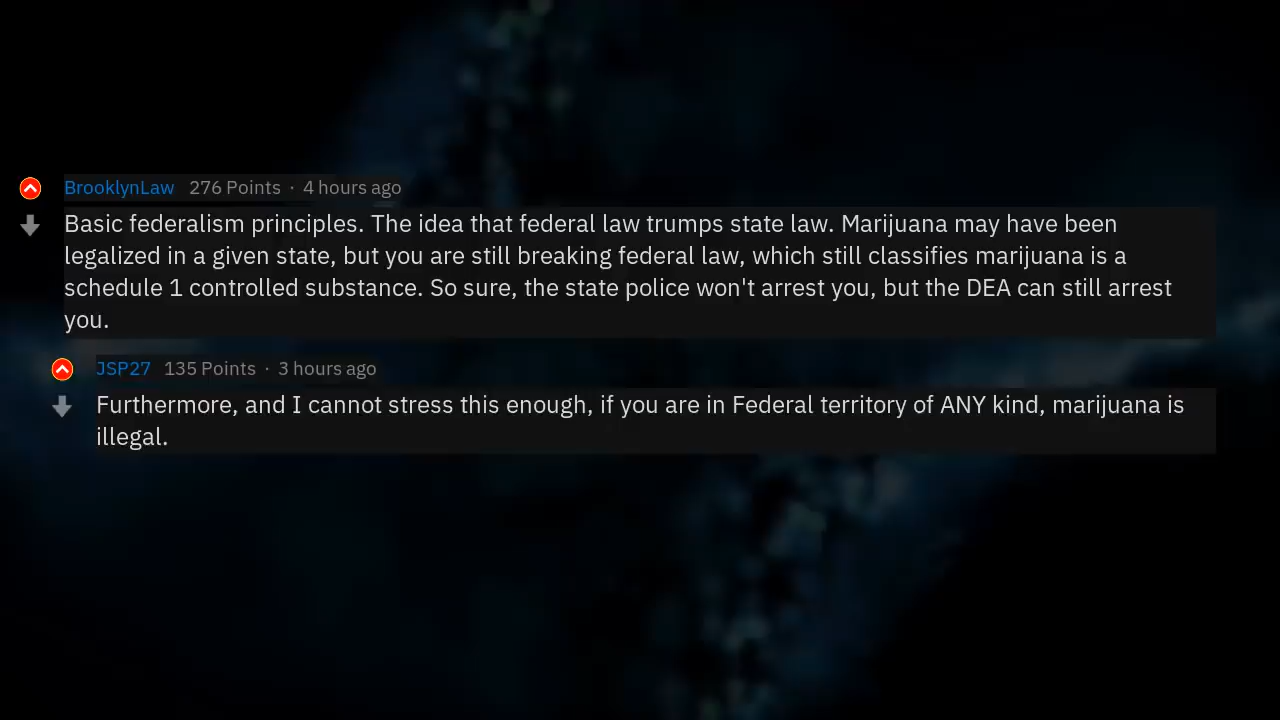 BrooklynLaw 276 Points · 4 hours ago
Basic federalism principles. The idea that federal law trumps state law. Marijuana may have been
legalized in a given state, but you are still breaking federal law, which still classifies marijuana is a
schedule 1 controlled substance. So sure, the state police won't arrest you, but the DEA can still arrest
you.
JSP27 135 Points · 3 hours ago
Furthermore, and I cannot stress this enough, if you are in Federal territory of ANY kind, marijuana is
illegal.